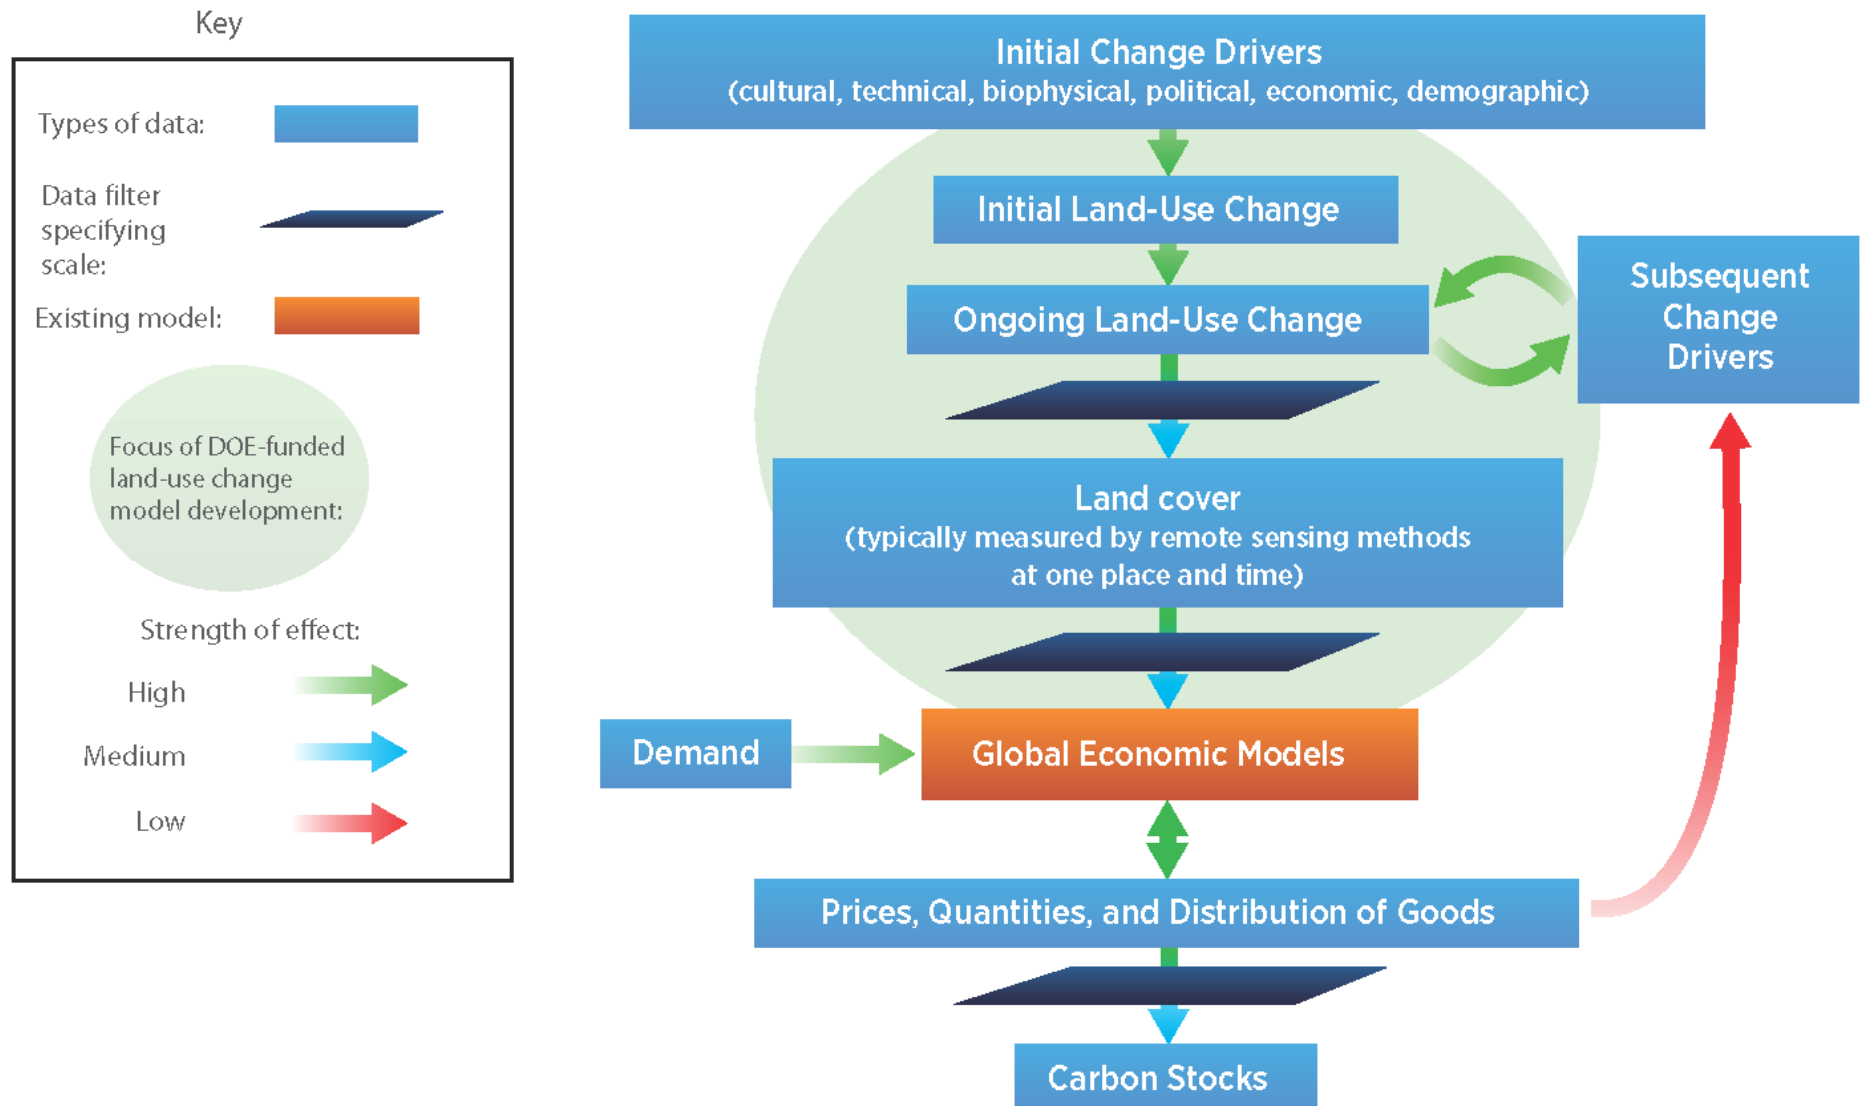 Key
Types of data:
Data filter
specifying
scale:
Existing model:
Focus of DOE-funded
land-use change
model development:
Strength of effect:
High
Medium
Low
Initial Change Drivers
(cultural, technical, biophysical, political, economic, demographic)
Initial Land-Use Change
Ongoing Land-Use Change
Subsequent
Change
Drivers
Land cover
(typically measured by remote sensing methods
at one place and time)
Demand
Global Economic Models
Prices, Quantities, and Distribution of Goods
Carbon Stocks